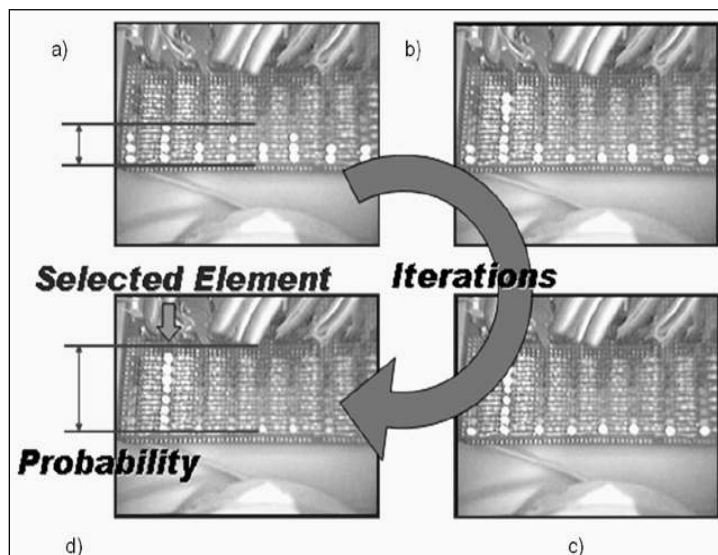 a)
b)
Selected Element
Iterations
Probability
d)
c)